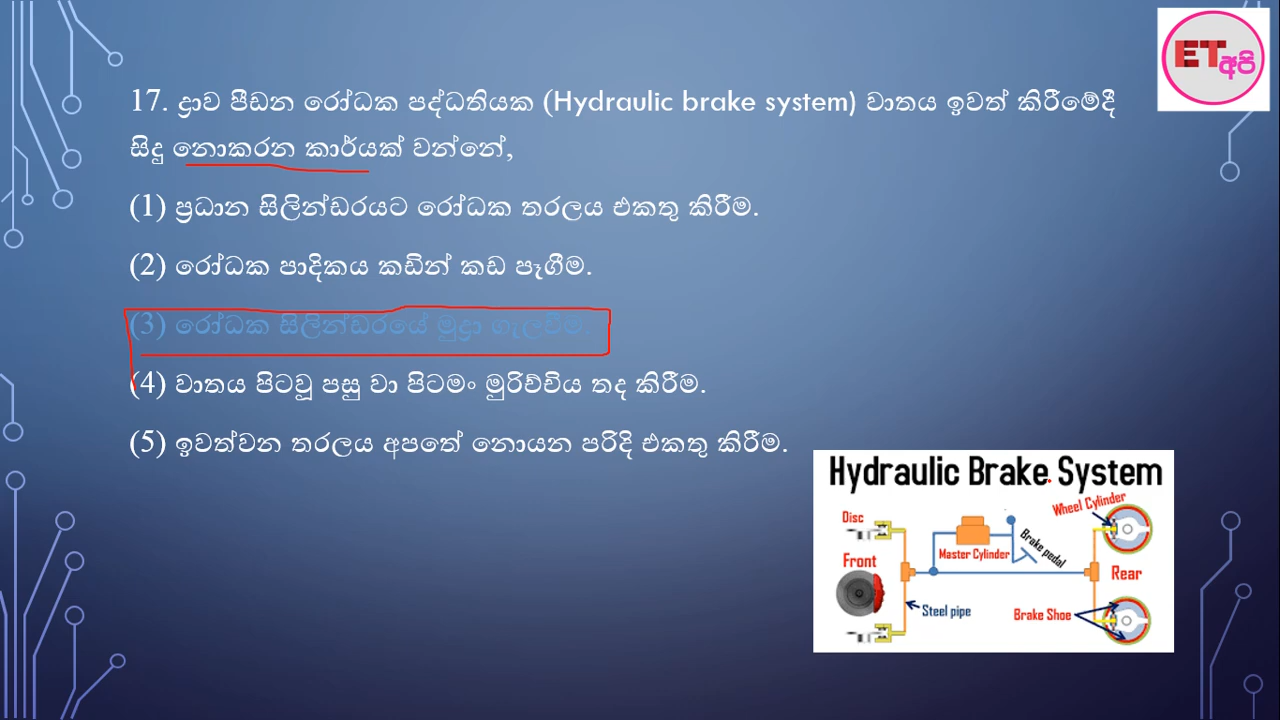 ET අපි
17. ද්‍රාව පීඩන රෝධක පද්ධතියක (Hydraulic brake system) වාතය ඉවත් කිරීමේදී
සිදු නොකරන කාර්යක් වන්නේ,
(1) ප්‍රධාන සිලින්ඩරයට රෝධක තරලය එකතු කිරීම.
(2) රෝධක පාදිකය කඩින් කඩ පෑගීම.
(3) රෝධක සිලින්ඩරයේ මුද්‍රා ගැලවීම.
(4) වාතය පිටවූ පසු වා පිටමං මුරිච්චිය තද කිරීම.
(5) ඉවත්වන තරලය අපතේ නොයන පරිදි එකතු කිරීම.
Hydraulic Brake System
Wheel Cylinder
Disc
Brake pedal
Master Cylinder
Front
Rear
Steel pipe
Brake Shoe